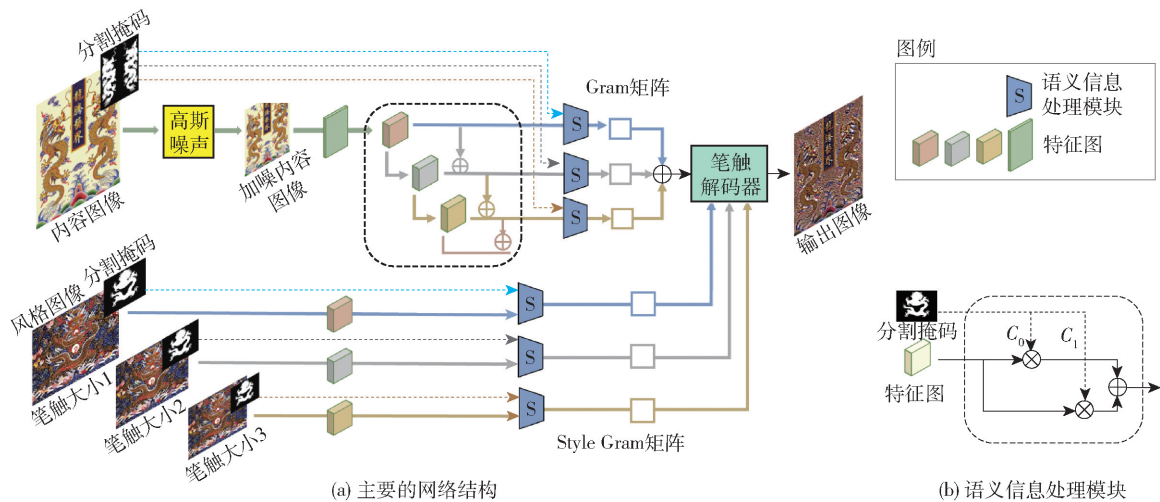 分割掩码
内容图像
高斯
噪声
加噪内容
图像
Gram矩阵
S
S
S
笔触
解码器
输出图像
风格图像
分割掩码
笔触大小1
笔触大小2
笔触大小3
S
S
S
Style Gram矩阵
(a) 主要的网络结构
图例
S
语义信息
处理模块
特征图
分割掩码
C₀
C₁
特征图
(b) 语义信息处理模块